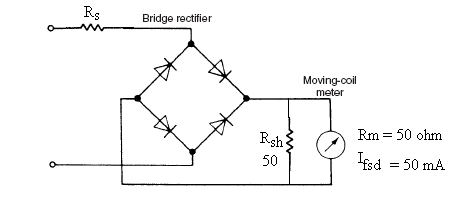 Rs
Bridge rectifier
Moving-coil
meter
Rsh
50
Rm = 50 ohm
Ifsd = 50 mA